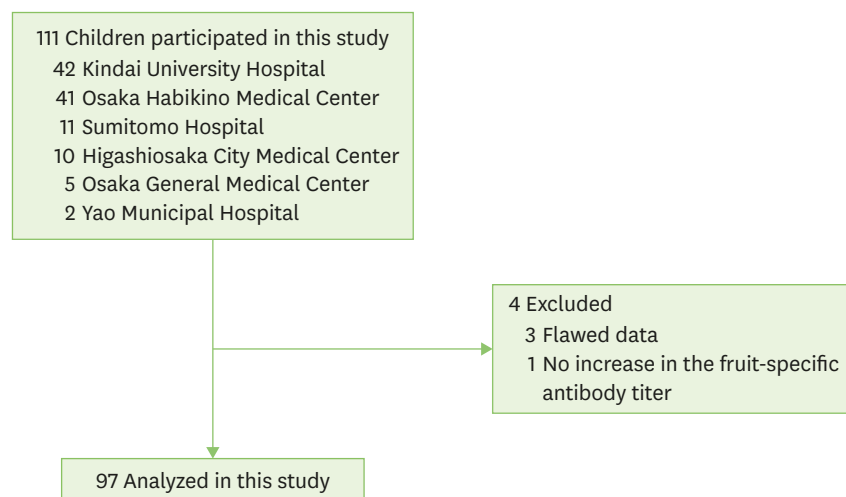 111 Children participated in this study
42 Kindai University Hospital
41 Osaka Habikino Medical Center
11 Sumitomo Hospital
10 Higashiosaka City Medical Center
5 Osaka General Medical Center
2 Yao Municipal Hospital
4 Excluded
3 Flawed data
1 No increase in the fruit-specific
antibody titer
97 Analyzed in this study